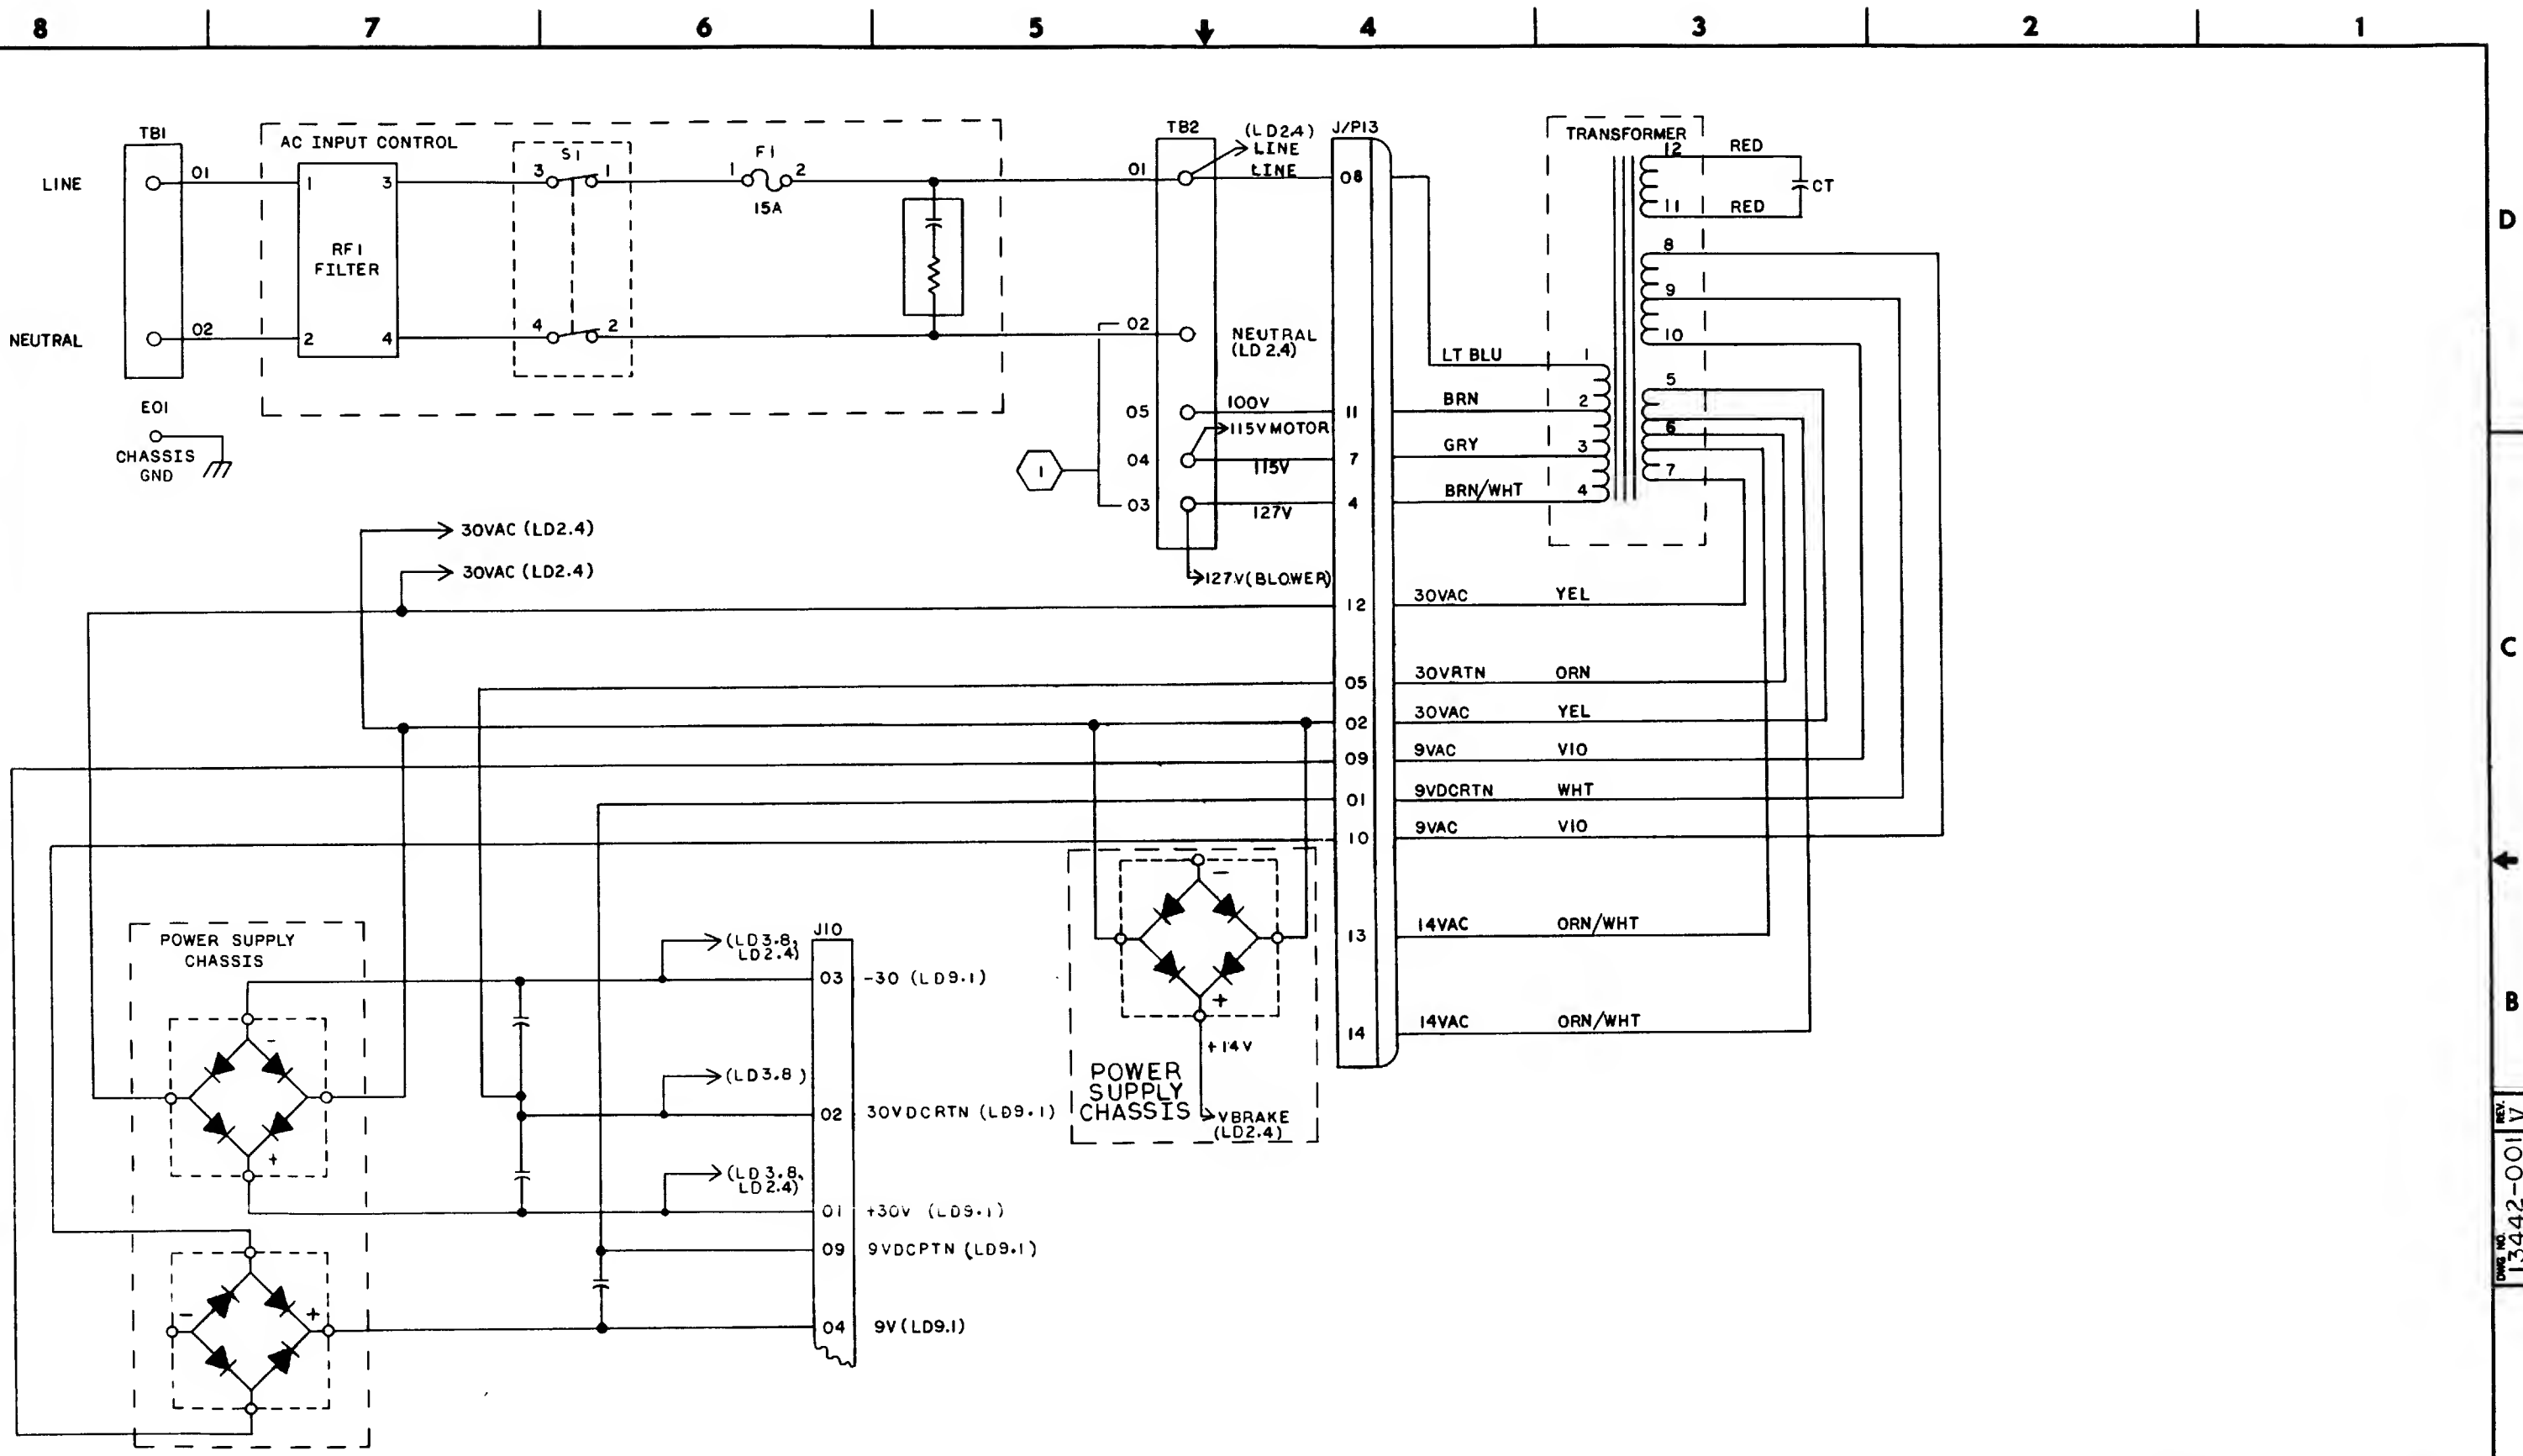 8 7 6 5 4 3 2 1
D
C
B
TB1
LINE
01
NEUTRAL
02
E01
CHASSIS
GND
AC INPUT CONTROL
RFI
FILTER
1
3
2
4
S1
3
1
4
2
F1
1
2
15A
TB2
01
02
05
04
03
1
(LD2.4)
LINE
LINE
NEUTRAL
(LD2.4)
100V
115V MOTOR
115V
127V
127V(BLOWER)
J/P13
08
11
7
4
12
05
02
09
01
10
13
14
TRANSFORMER
12
RED
11
RED
CT
8
9
10
5
6
7
1
2
3
4
LT BLU
BRN
GRY
BRN/WHT
30VAC YEL
30VRTN ORN
30VAC YEL
9VAC VIO
9VDCRTN WHT
9VAC VIO
14VAC ORN/WHT
14VAC ORN/WHT
30VAC (LD2.4)
30VAC (LD2.4)
POWER SUPPLY
CHASSIS
-
+
-
+
J10
(LD3.8,
LD2.4)
03 -30 (LD9.1)
(LD3.8)
02 30VDCRTN (LD9.1)
(LD3.8,
LD2.4)
01 +30V (LD9.1)
09 9VDCPTN (LD9.1)
04 9V(LD9.1)
-
+
+14V
POWER
SUPPLY
CHASSIS
VBRAKE
(LD2.4)
DWG NO.
13442-001
REV.
V